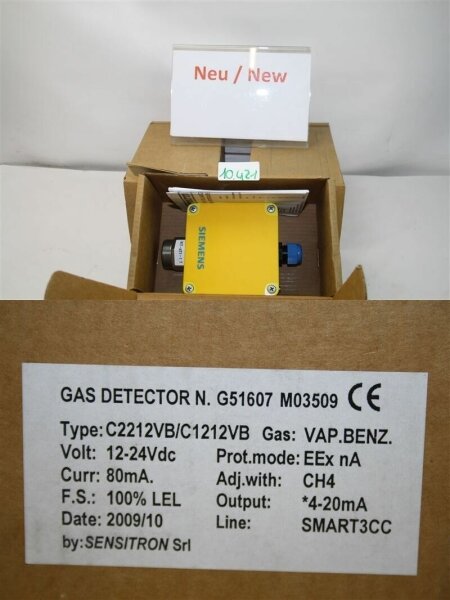 Neu / New
10.421
SIEMENS
GAS DETECTOR N. G51607 M03509 CE
Type: C2212VB/C1212VB Gas: VAP.BENZ.
Volt: 12-24Vdc Prot.mode: EEx nA
Curr: 80mA. Adj.with: CH4
F.S.: 100% LEL Output: *4-20mA
Date: 2009/10 Line: SMART3CC
by: SENSITRON Srl